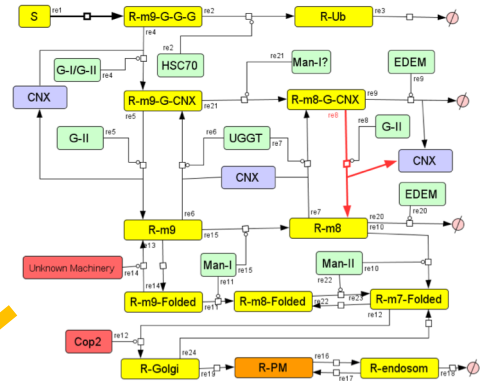 S
re1
R-m9-G-G-G
re2
R-Ub
re3
re4
G-I/G-II
re4
HSC70
re2
Man-I?
re21
EDEM
re9
CNX
R-m9-G-CNX
re21
R-m8-G-CNX
re9
re5
re8
G-II
re5
re6
UGGT
re7
re8
G-II
CNX
CNX
EDEM
re20
R-m9
re6
re15
re7
R-m8
re20
re10
re13
Unknown Machinery
re14
Man-I
re15
re11
Man-II
re10
re22
re14
R-m9-Folded
re11
R-m8-Folded
re22
re23
R-m7-Folded
re12
Cop2
re12
re24
R-Golgi
re19
R-PM
re16
re17
R-endosom
re18